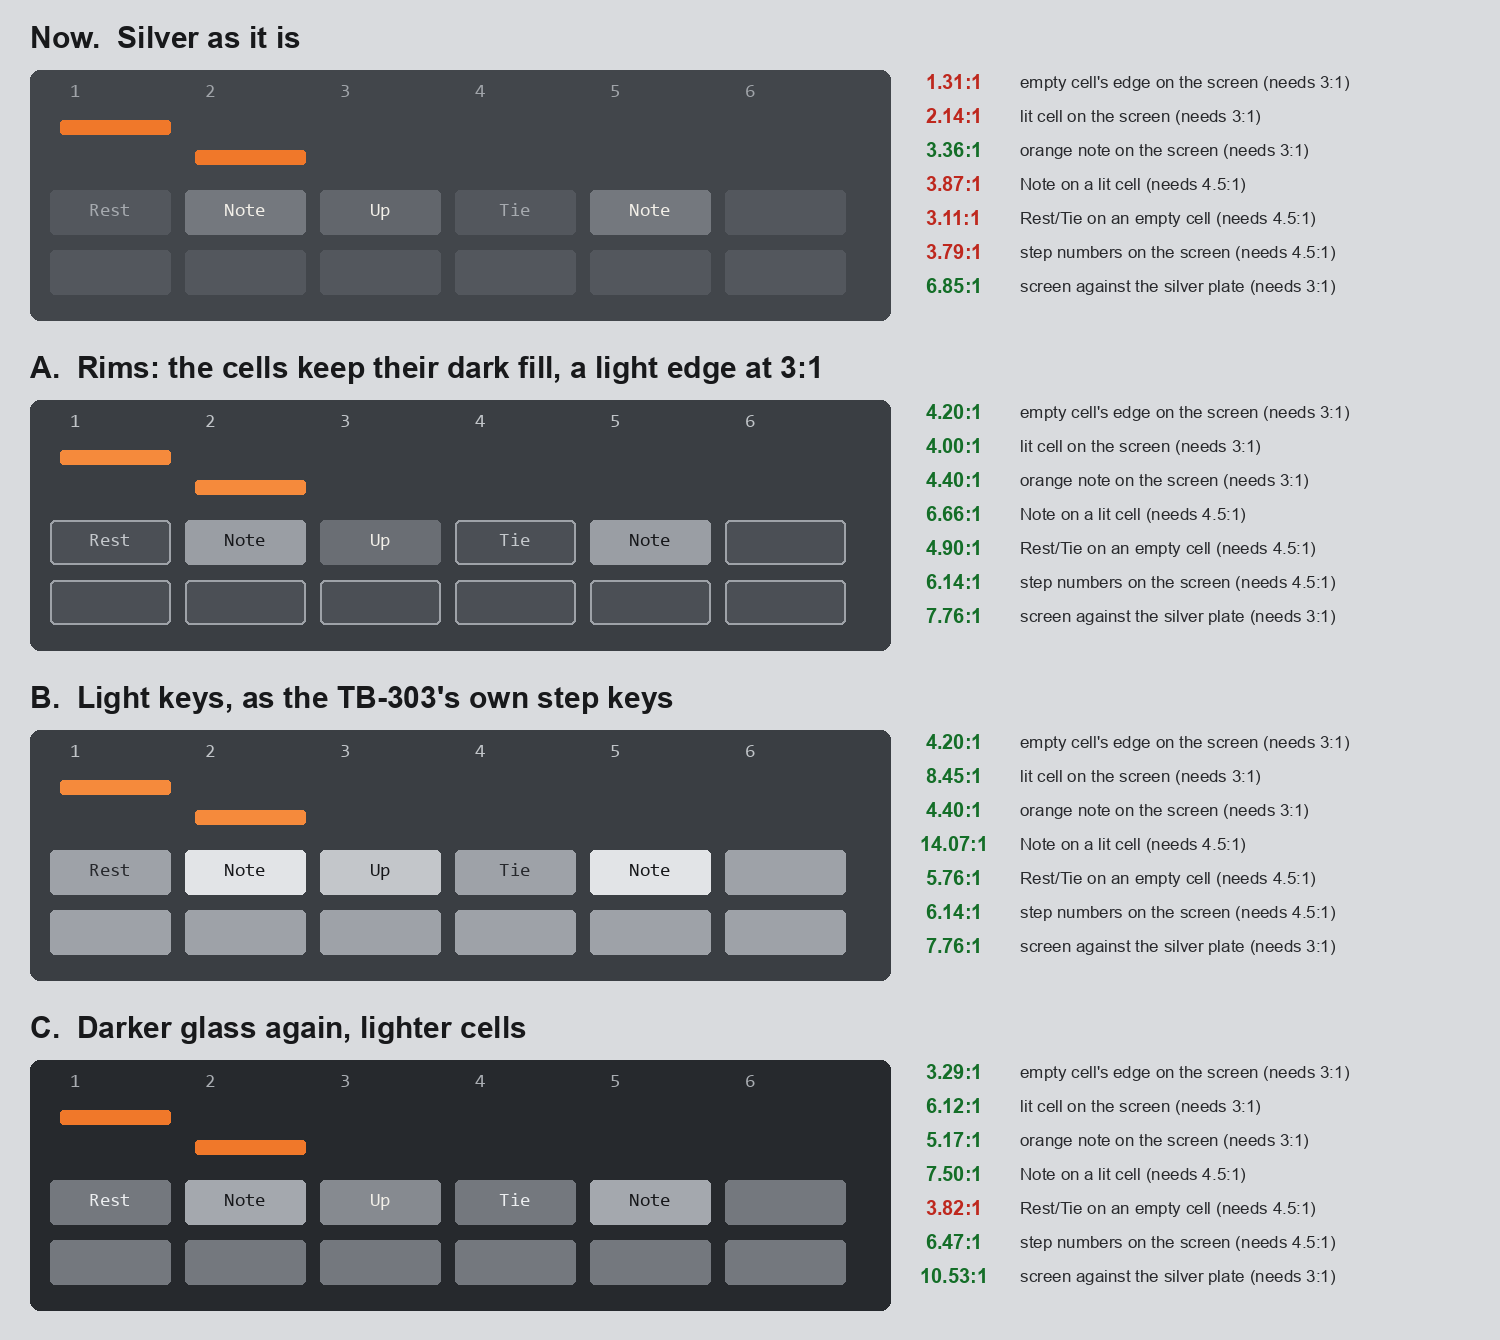 Now.  Silver as it is
1 2 3 4 5 6
Rest Note Up Tie Note
1.31:1 empty cell's edge on the screen (needs 3:1)
2.14:1 lit cell on the screen (needs 3:1)
3.36:1 orange note on the screen (needs 3:1)
3.87:1 Note on a lit cell (needs 4.5:1)
3.11:1 Rest/Tie on an empty cell (needs 4.5:1)
3.79:1 step numbers on the screen (needs 4.5:1)
6.85:1 screen against the silver plate (needs 3:1)
A.  Rims: the cells keep their dark fill, a light edge at 3:1
1 2 3 4 5 6
Rest Note Up Tie Note
4.20:1 empty cell's edge on the screen (needs 3:1)
4.00:1 lit cell on the screen (needs 3:1)
4.40:1 orange note on the screen (needs 3:1)
6.66:1 Note on a lit cell (needs 4.5:1)
4.90:1 Rest/Tie on an empty cell (needs 4.5:1)
6.14:1 step numbers on the screen (needs 4.5:1)
7.76:1 screen against the silver plate (needs 3:1)
B.  Light keys, as the TB-303's own step keys
1 2 3 4 5 6
Rest Note Up Tie Note
4.20:1 empty cell's edge on the screen (needs 3:1)
8.45:1 lit cell on the screen (needs 3:1)
4.40:1 orange note on the screen (needs 3:1)
14.07:1 Note on a lit cell (needs 4.5:1)
5.76:1 Rest/Tie on an empty cell (needs 4.5:1)
6.14:1 step numbers on the screen (needs 4.5:1)
7.76:1 screen against the silver plate (needs 3:1)
C.  Darker glass again, lighter cells
1 2 3 4 5 6
Rest Note Up Tie Note
3.29:1 empty cell's edge on the screen (needs 3:1)
6.12:1 lit cell on the screen (needs 3:1)
5.17:1 orange note on the screen (needs 3:1)
7.50:1 Note on a lit cell (needs 4.5:1)
3.82:1 Rest/Tie on an empty cell (needs 4.5:1)
6.47:1 step numbers on the screen (needs 4.5:1)
10.53:1 screen against the silver plate (needs 3:1)